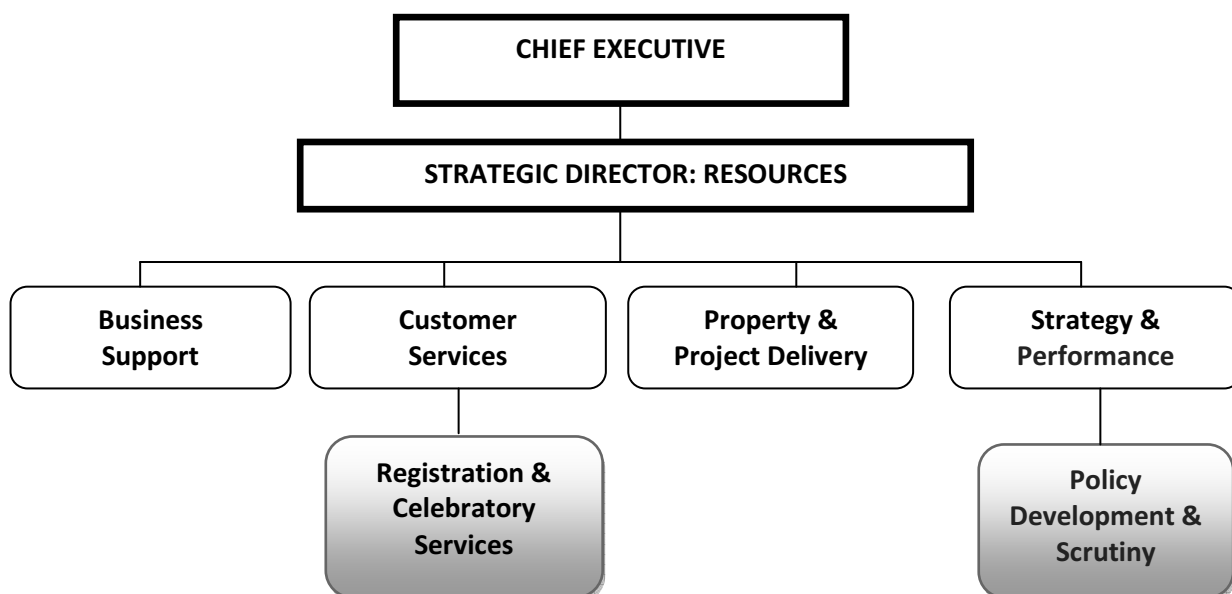 CHIEF EXECUTIVE
STRATEGIC DIRECTOR: RESOURCES
Business
Support
Customer
Services
Property &
Project Delivery
Strategy &
Performance
Registration &
Celebratory
Services
Policy
Development &
Scrutiny